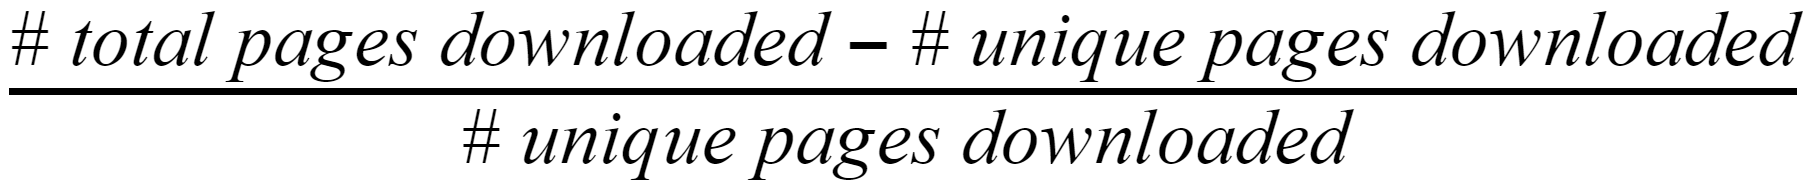 # total pages downloaded – # unique pages downloaded
# unique pages downloaded